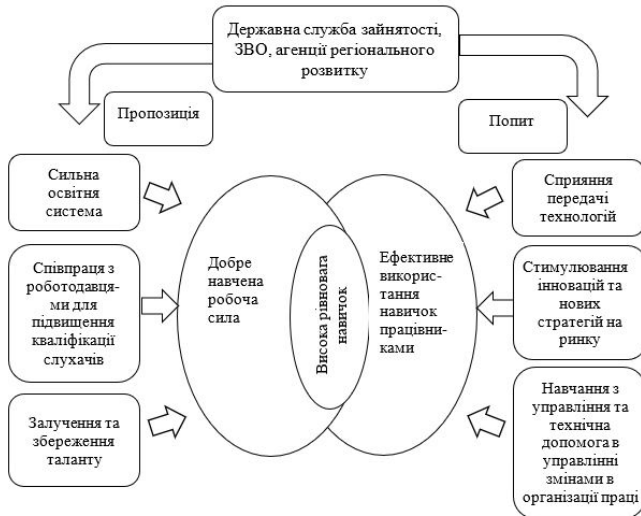 Державна служба зайнятості,
ЗВО, агенції регіонального
розвитку
Пропозиція
Попит
Сильна
освітня
система
Співпраця з
роботодавця-
ми для
підвищення
кваліфікації
слухачів
Залучення та
збереження
таланту
Добре
навчена
робоча
сила
Висока рівновага
навичок
Ефективне
викорис-
тання
навичок
працівни-
ками
Сприяння
передачі
технологій
Стимулювання
інновацій та
нових
стратегій на
ринку
Навчання з
управління та
технічна
допомога в
управлінні
змінами в
організації праці